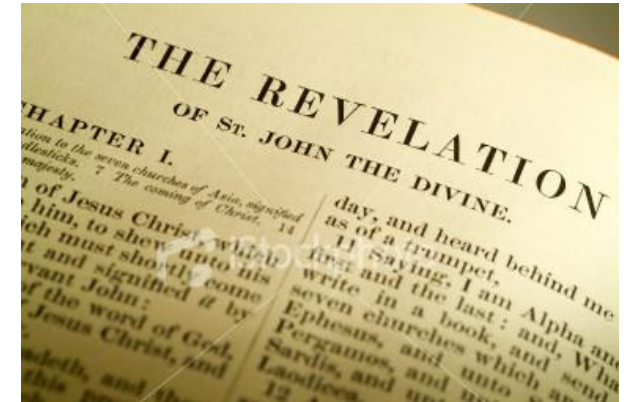 THE REVELATION
OF ST. JOHN THE DIVINE.
CHAPTER I.
to the seven churches of Asia, signified
7 The coming of Christ. 14
majesty.
of Jesus Christ, which
him, to shew unto his
which must shortly come
and signified it by
John:
of the word of God,
Jesus Christ, and
and
this
day, and heard behind me
as of a trumpet,
11 Saying, I am Alpha and
and the last: and, What
write in a book, and send
seven churches which are
Ephesus, and unto
Pergamos, and unto
Sardis, and unto
Laodicea.
12
iStockphoto